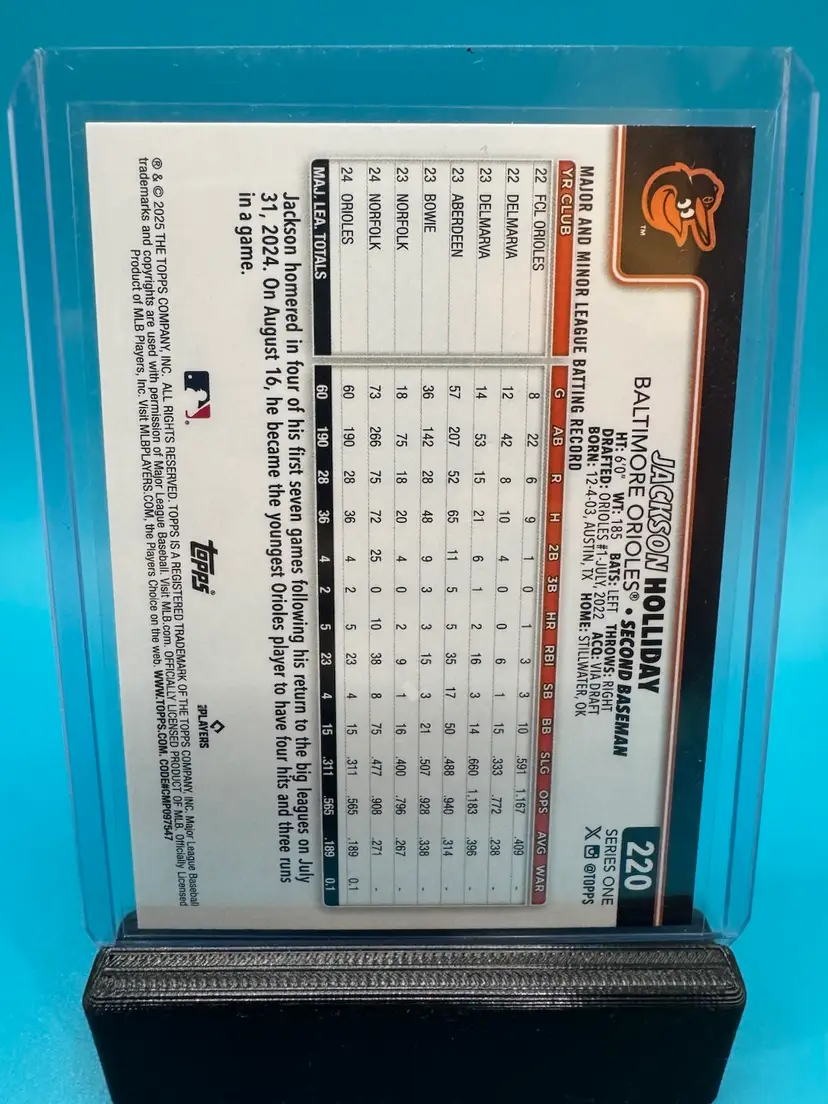 220
SERIES ONE
@TOPPS
JACKSON HOLLIDAY
BALTIMORE ORIOLES® • SECOND BASEMAN
HT: 6'0" WT: 185 BATS: LEFT THROWS: RIGHT
DRAFTED: ORIOLES #1-JULY, 2022 ACQ: VIA DRAFT
BORN: 12-4-03, AUSTIN, TX HOME: STILLWATER, OK
TM
MAJOR AND MINOR LEAGUE BATTING RECORD
YR CLUB G AB R H 2B 3B HR RBI SB BB SLG OPS AVG WAR
22 FCL ORIOLES 8 22 6 9 1 0 1 3 3 10 .591 1.167 .409 -
22 DELMARVA 12 42 8 10 4 0 0 6 1 15 .333 .772 .238 -
23 DELMARVA 14 53 15 21 6 1 2 16 3 14 .660 1.183 .396 -
23 ABERDEEN 57 207 52 65 11 5 5 35 17 50 .488 .940 .314 -
23 BOWIE 36 142 28 48 9 3 3 15 3 21 .507 .928 .338 -
23 NORFOLK 18 75 18 20 4 0 2 9 1 16 .400 .796 .267 -
24 NORFOLK 73 266 75 72 25 0 10 38 8 75 .477 .908 .271 -
24 ORIOLES 60 190 28 36 4 2 5 23 4 15 .311 .565 .189 0.1
MAJ. LEA. TOTALS 60 190 28 36 4 2 5 23 4 15 .311 .565 .189 0.1
Jackson homered in four of his first seven games following his return to the big leagues on July
31, 2024. On August 16, he became the youngest Orioles player to have four hits and three runs
in a game.
topps®
PLAYERS
® & © 2025 THE TOPPS COMPANY, INC. ALL RIGHTS RESERVED. TOPPS IS A REGISTERED TRADEMARK OF THE TOPPS COMPANY, INC. Major League Baseball
trademarks and copyrights are used with permission of Major League Baseball. Visit MLB.com. OFFICIALLY LICENSED PRODUCT OF MLB. Officially Licensed
Product of MLB Players, Inc. Visit MLBPLAYERS.COM, the Players Choice on the web. WWW.TOPPS.COM. CODE#CMP097547